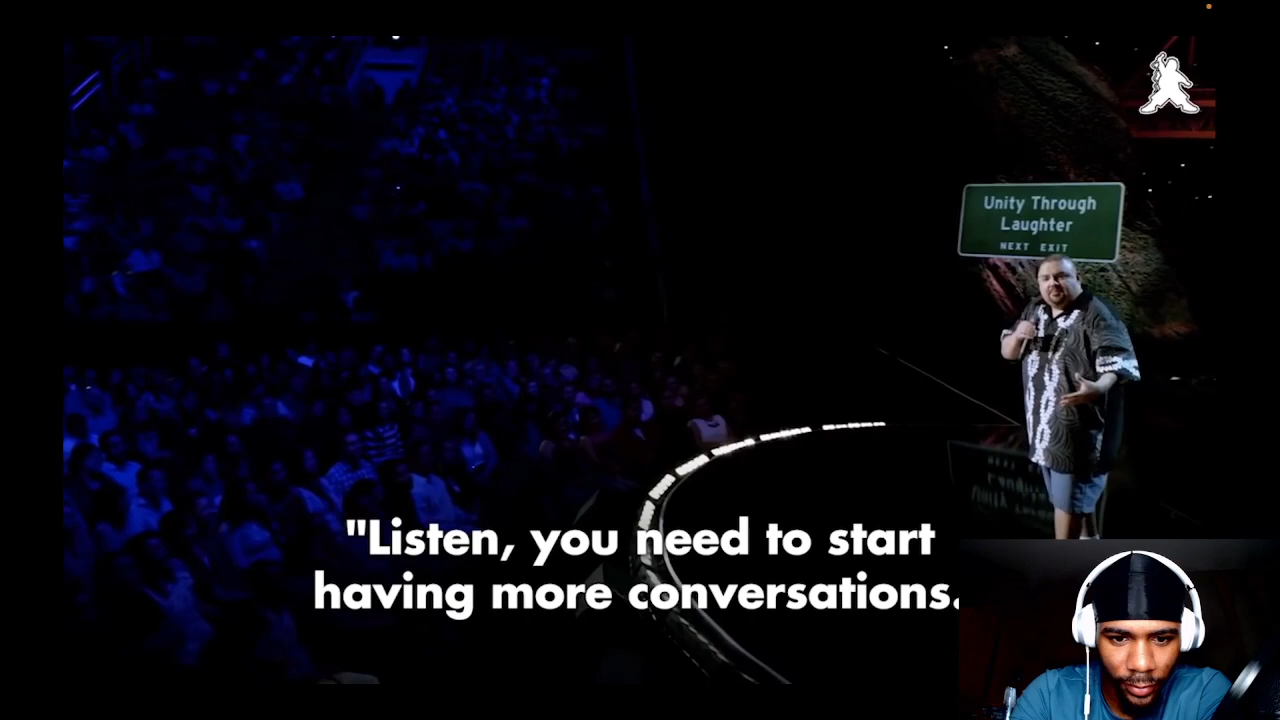 Unity Through
Laughter
NEXT EXIT
"Listen, you need to start
having more conversations.